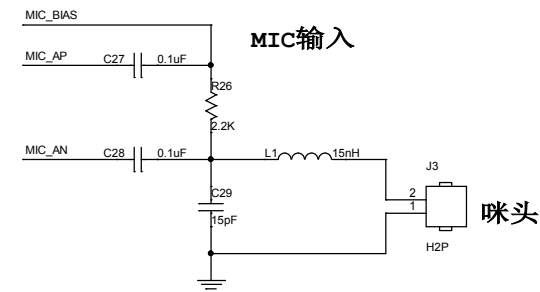 MIC_BIAS
MIC输入
MIC_AP C27 0.1uF
R26
2.2K
MIC_AN C28 0.1uF L1 15nH
J3
C29
2
1
咪头
15pF
H2P